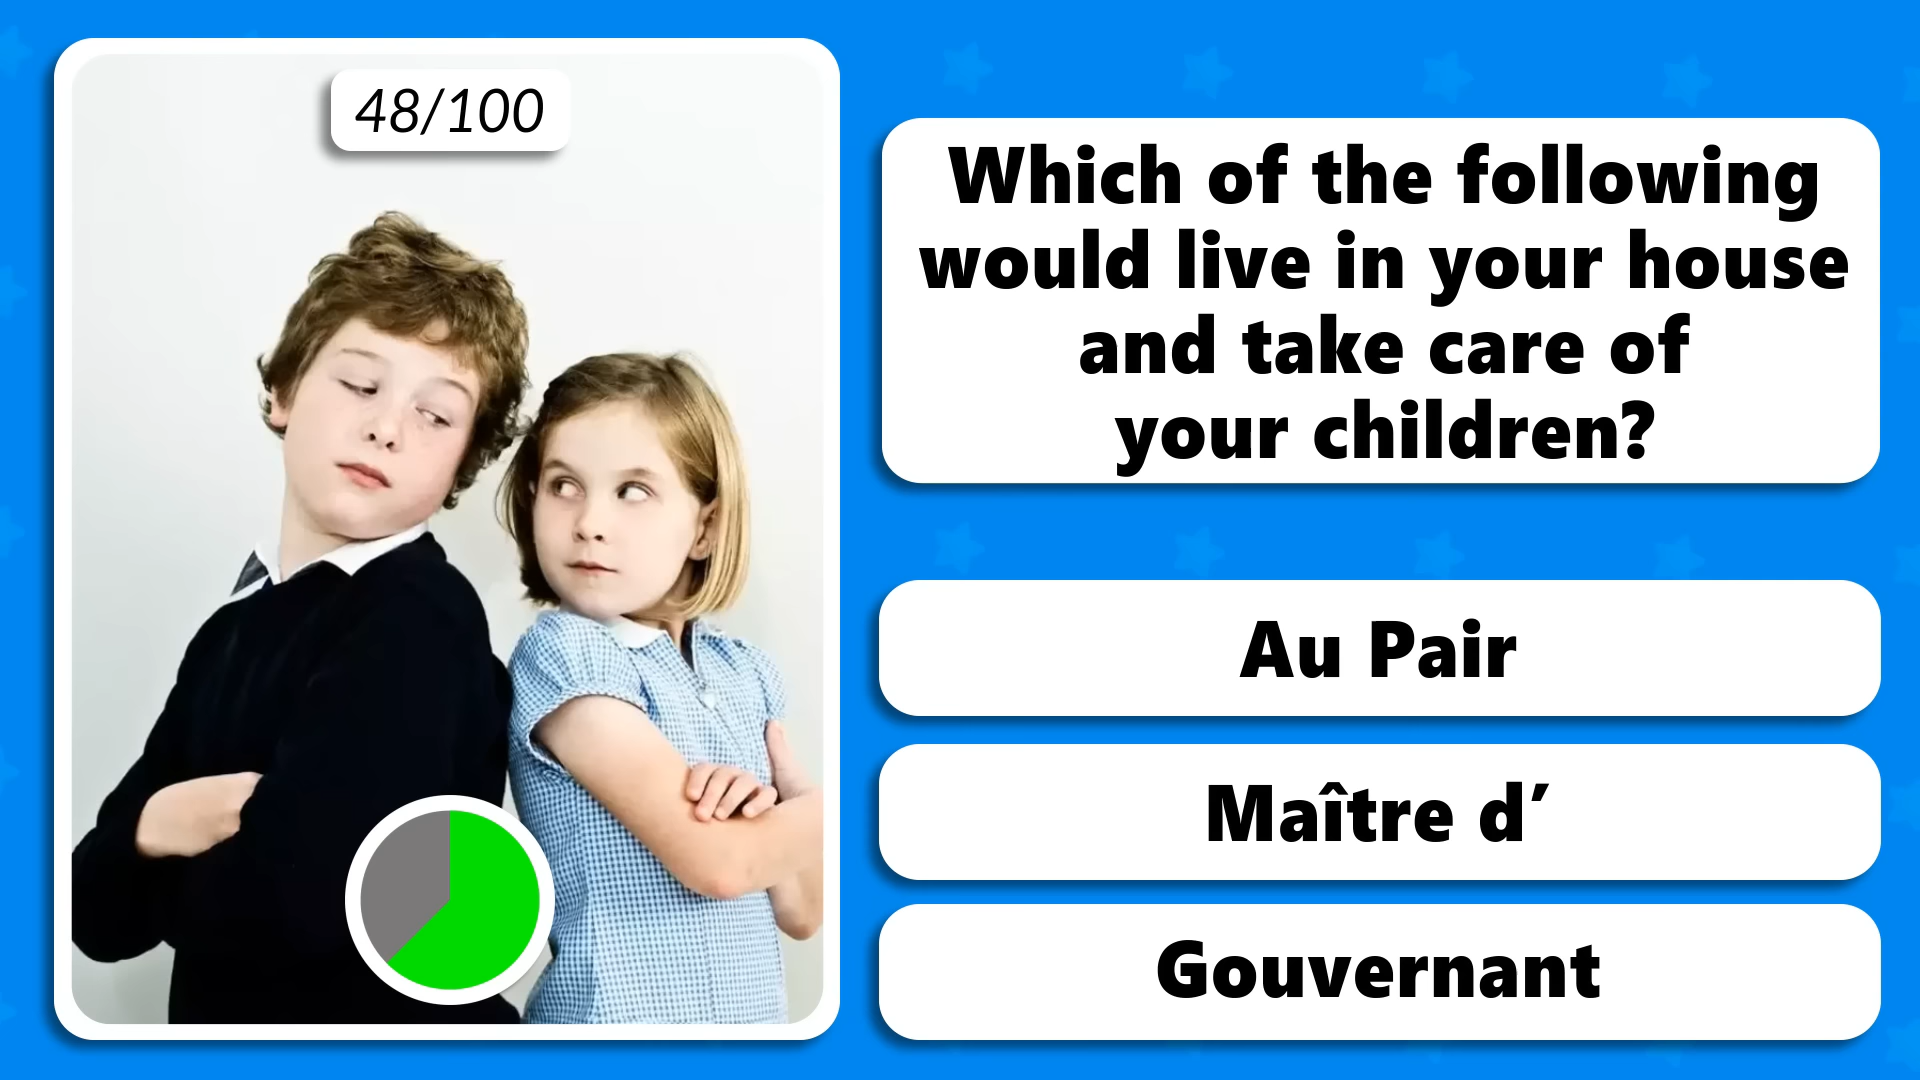 48/100
Which of the following
would live in your house
and take care of
your children?
Au Pair
Maître d’
Gouvernant